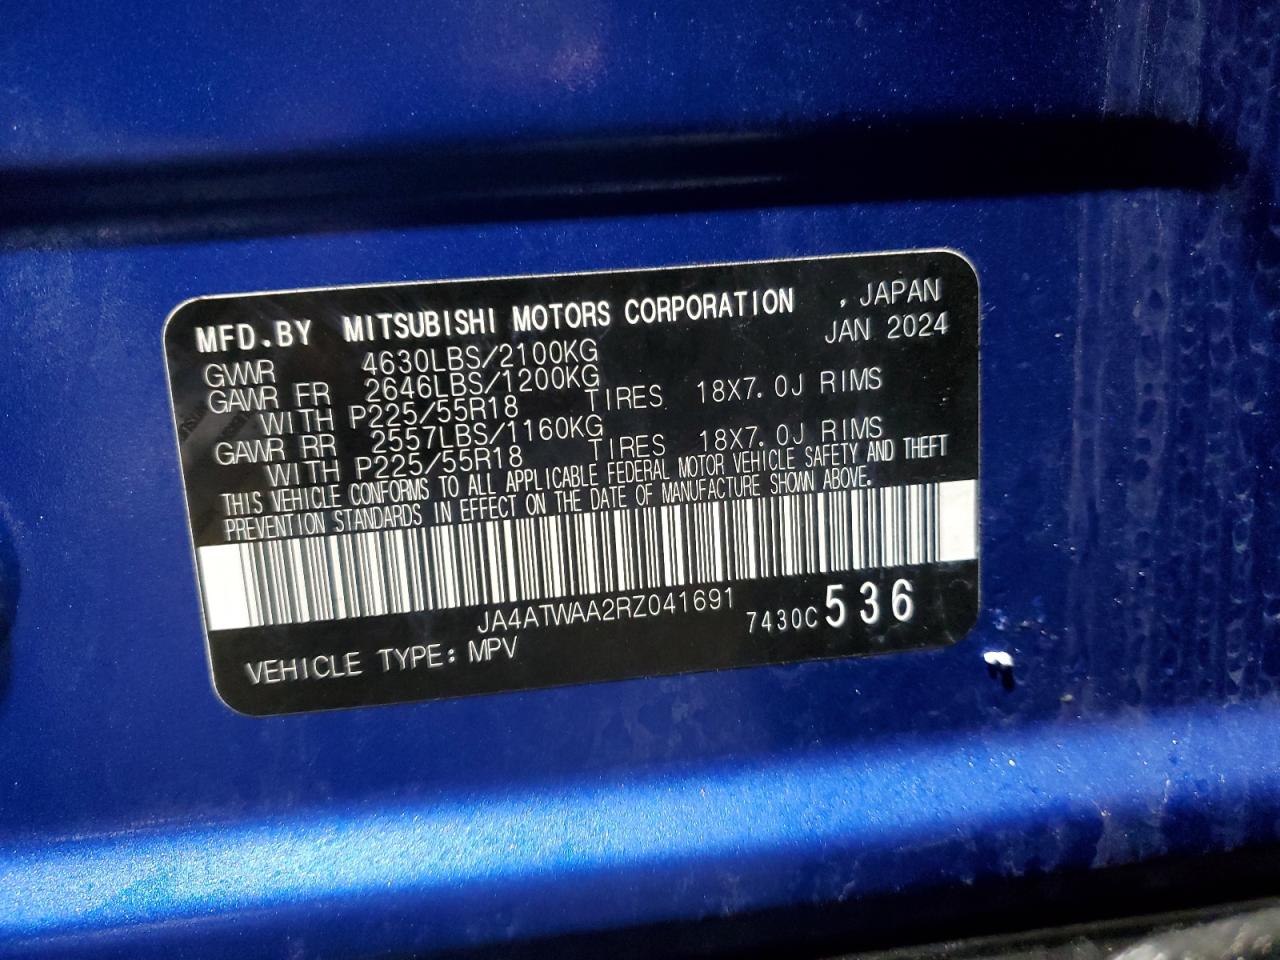 MFD.BY MITSUBISHI MOTORS CORPORATION , JAPAN
JAN 2024
GVWR 4630LBS/2100KG
GAWR FR 2646LBS/1200KG
WITH P225/55R18 TIRES 18X7.0J RIMS
GAWR RR 2557LBS/1160KG
WITH P225/55R18 TIRES 18X7.0J RIMS
THIS VEHICLE CONFORMS TO ALL APPLICABLE FEDERAL MOTOR VEHICLE SAFETY AND THEFT
PREVENTION STANDARDS IN EFFECT ON THE DATE OF MANUFACTURE SHOWN ABOVE.
JA4ATWAA2RZ041691
7430C 536
VEHICLE TYPE: MPV